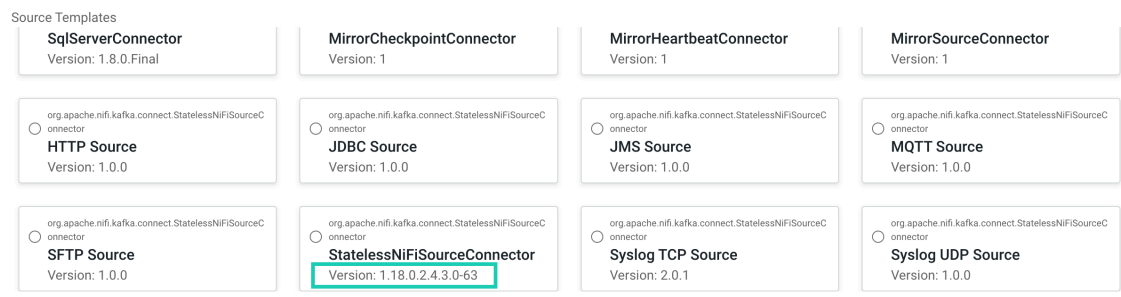 Source Templates
SqlServerConnector
Version: 1.8.0.Final
MirrorCheckpointConnector
Version: 1
MirrorHeartbeatConnector
Version: 1
MirrorSourceConnector
Version: 1
org.apache.nifi.kafka.connect.StatelessNiFiSourceC
onnector
HTTP Source
Version: 1.0.0
org.apache.nifi.kafka.connect.StatelessNiFiSourceC
onnector
JDBC Source
Version: 1.0.0
org.apache.nifi.kafka.connect.StatelessNiFiSourceC
onnector
JMS Source
Version: 1.0.0
org.apache.nifi.kafka.connect.StatelessNiFiSourceC
onnector
MQTT Source
Version: 1.0.0
org.apache.nifi.kafka.connect.StatelessNiFiSourceC
onnector
SFTP Source
Version: 1.0.0
org.apache.nifi.kafka.connect.StatelessNiFiSourceC
onnector
StatelessNiFiSourceConnector
Version: 1.18.0.2.4.3.0-63
org.apache.nifi.kafka.connect.StatelessNiFiSourceC
onnector
Syslog TCP Source
Version: 2.0.1
org.apache.nifi.kafka.connect.StatelessNiFiSourceC
onnector
Syslog UDP Source
Version: 1.0.0